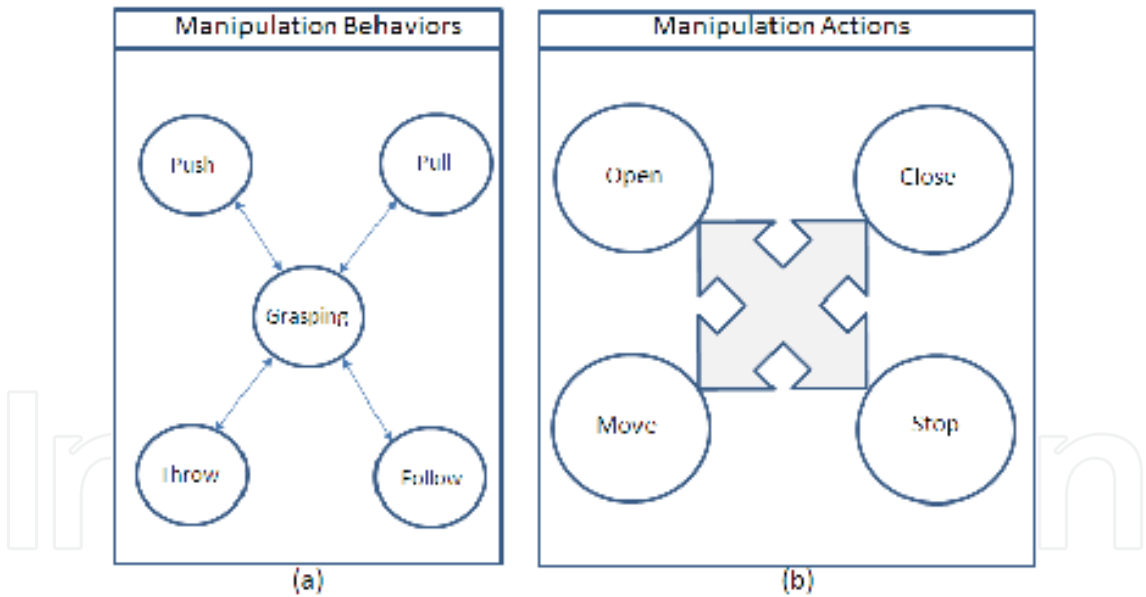 Manipulation Behaviors
Push
Pull
Grasping
Throw
Follow
(a)
Manipulation Actions
Open
Close
Move
Stop
(b)